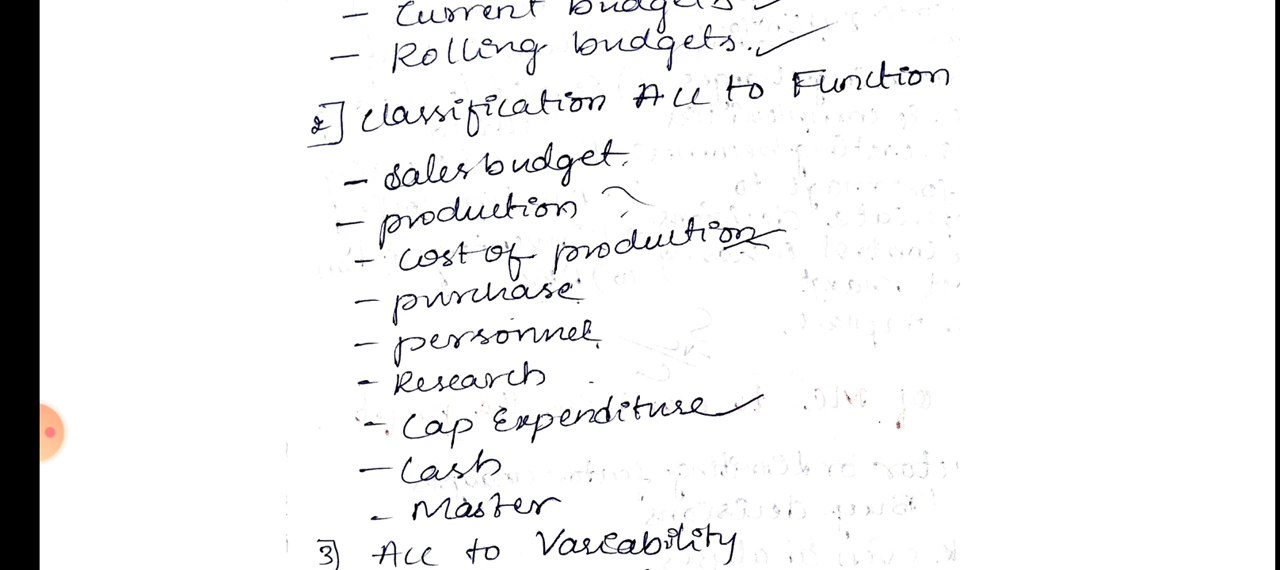 - Current budgets
- Rolling budgets.
2] Classification Acc to Function
- Sales budget.
- production
- cost of production
- purchase
- personnel
- Research
- Cap Expenditure
- Cash
- Master
3] Acc to Variability